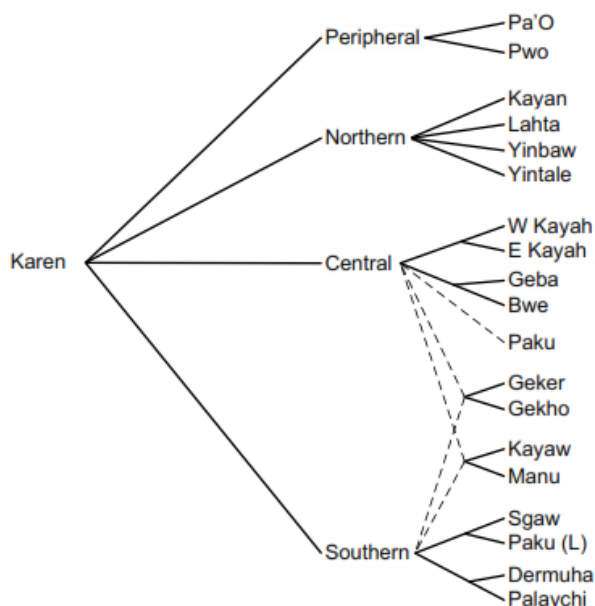 Karen
Peripheral
Pa’O
Pwo
Northern
Kayan
Lahta
Yinbaw
Yintale
Central
W Kayah
E Kayah
Geba
Bwe
Paku
Geker
Gekho
Kayaw
Manu
Southern
Sgaw
Paku (L)
Dermuha
Palaychi